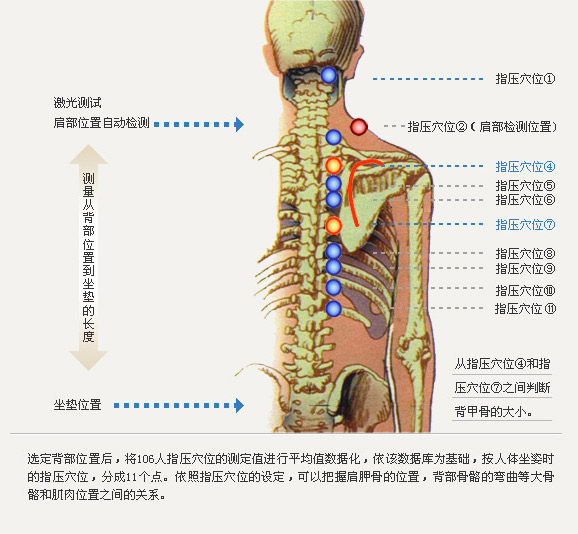 指压穴位①
激光测试
肩部位置自动检测
指压穴位②（肩部检测位置）
指压穴位④
指压穴位⑤
指压穴位⑥
指压穴位⑦
指压穴位⑧
指压穴位⑨
指压穴位⑩
指压穴位⑪
测量从背部位置到坐垫的长度
从指压穴位④和指
压穴位⑦之间判断
背甲骨的大小。
坐垫位置
选定背部位置后，将106人指压穴位的测定值进行平均值数据化，依该数据库为基础，按人体坐姿时
的指压穴位，分成11个点。依照指压穴位的设定，可以把握肩胛骨的位置，背部骨骼的弯曲等大骨
骼和肌肉位置之间的关系。